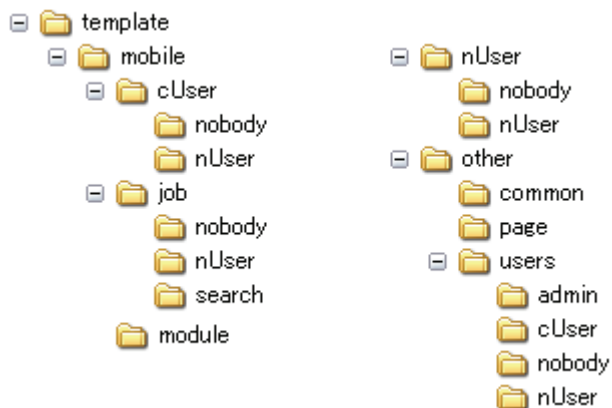 template
mobile
cUser
nobody
nUser
job
nobody
nUser
search
module
nUser
nobody
nUser
other
common
page
users
admin
cUser
nobody
nUser